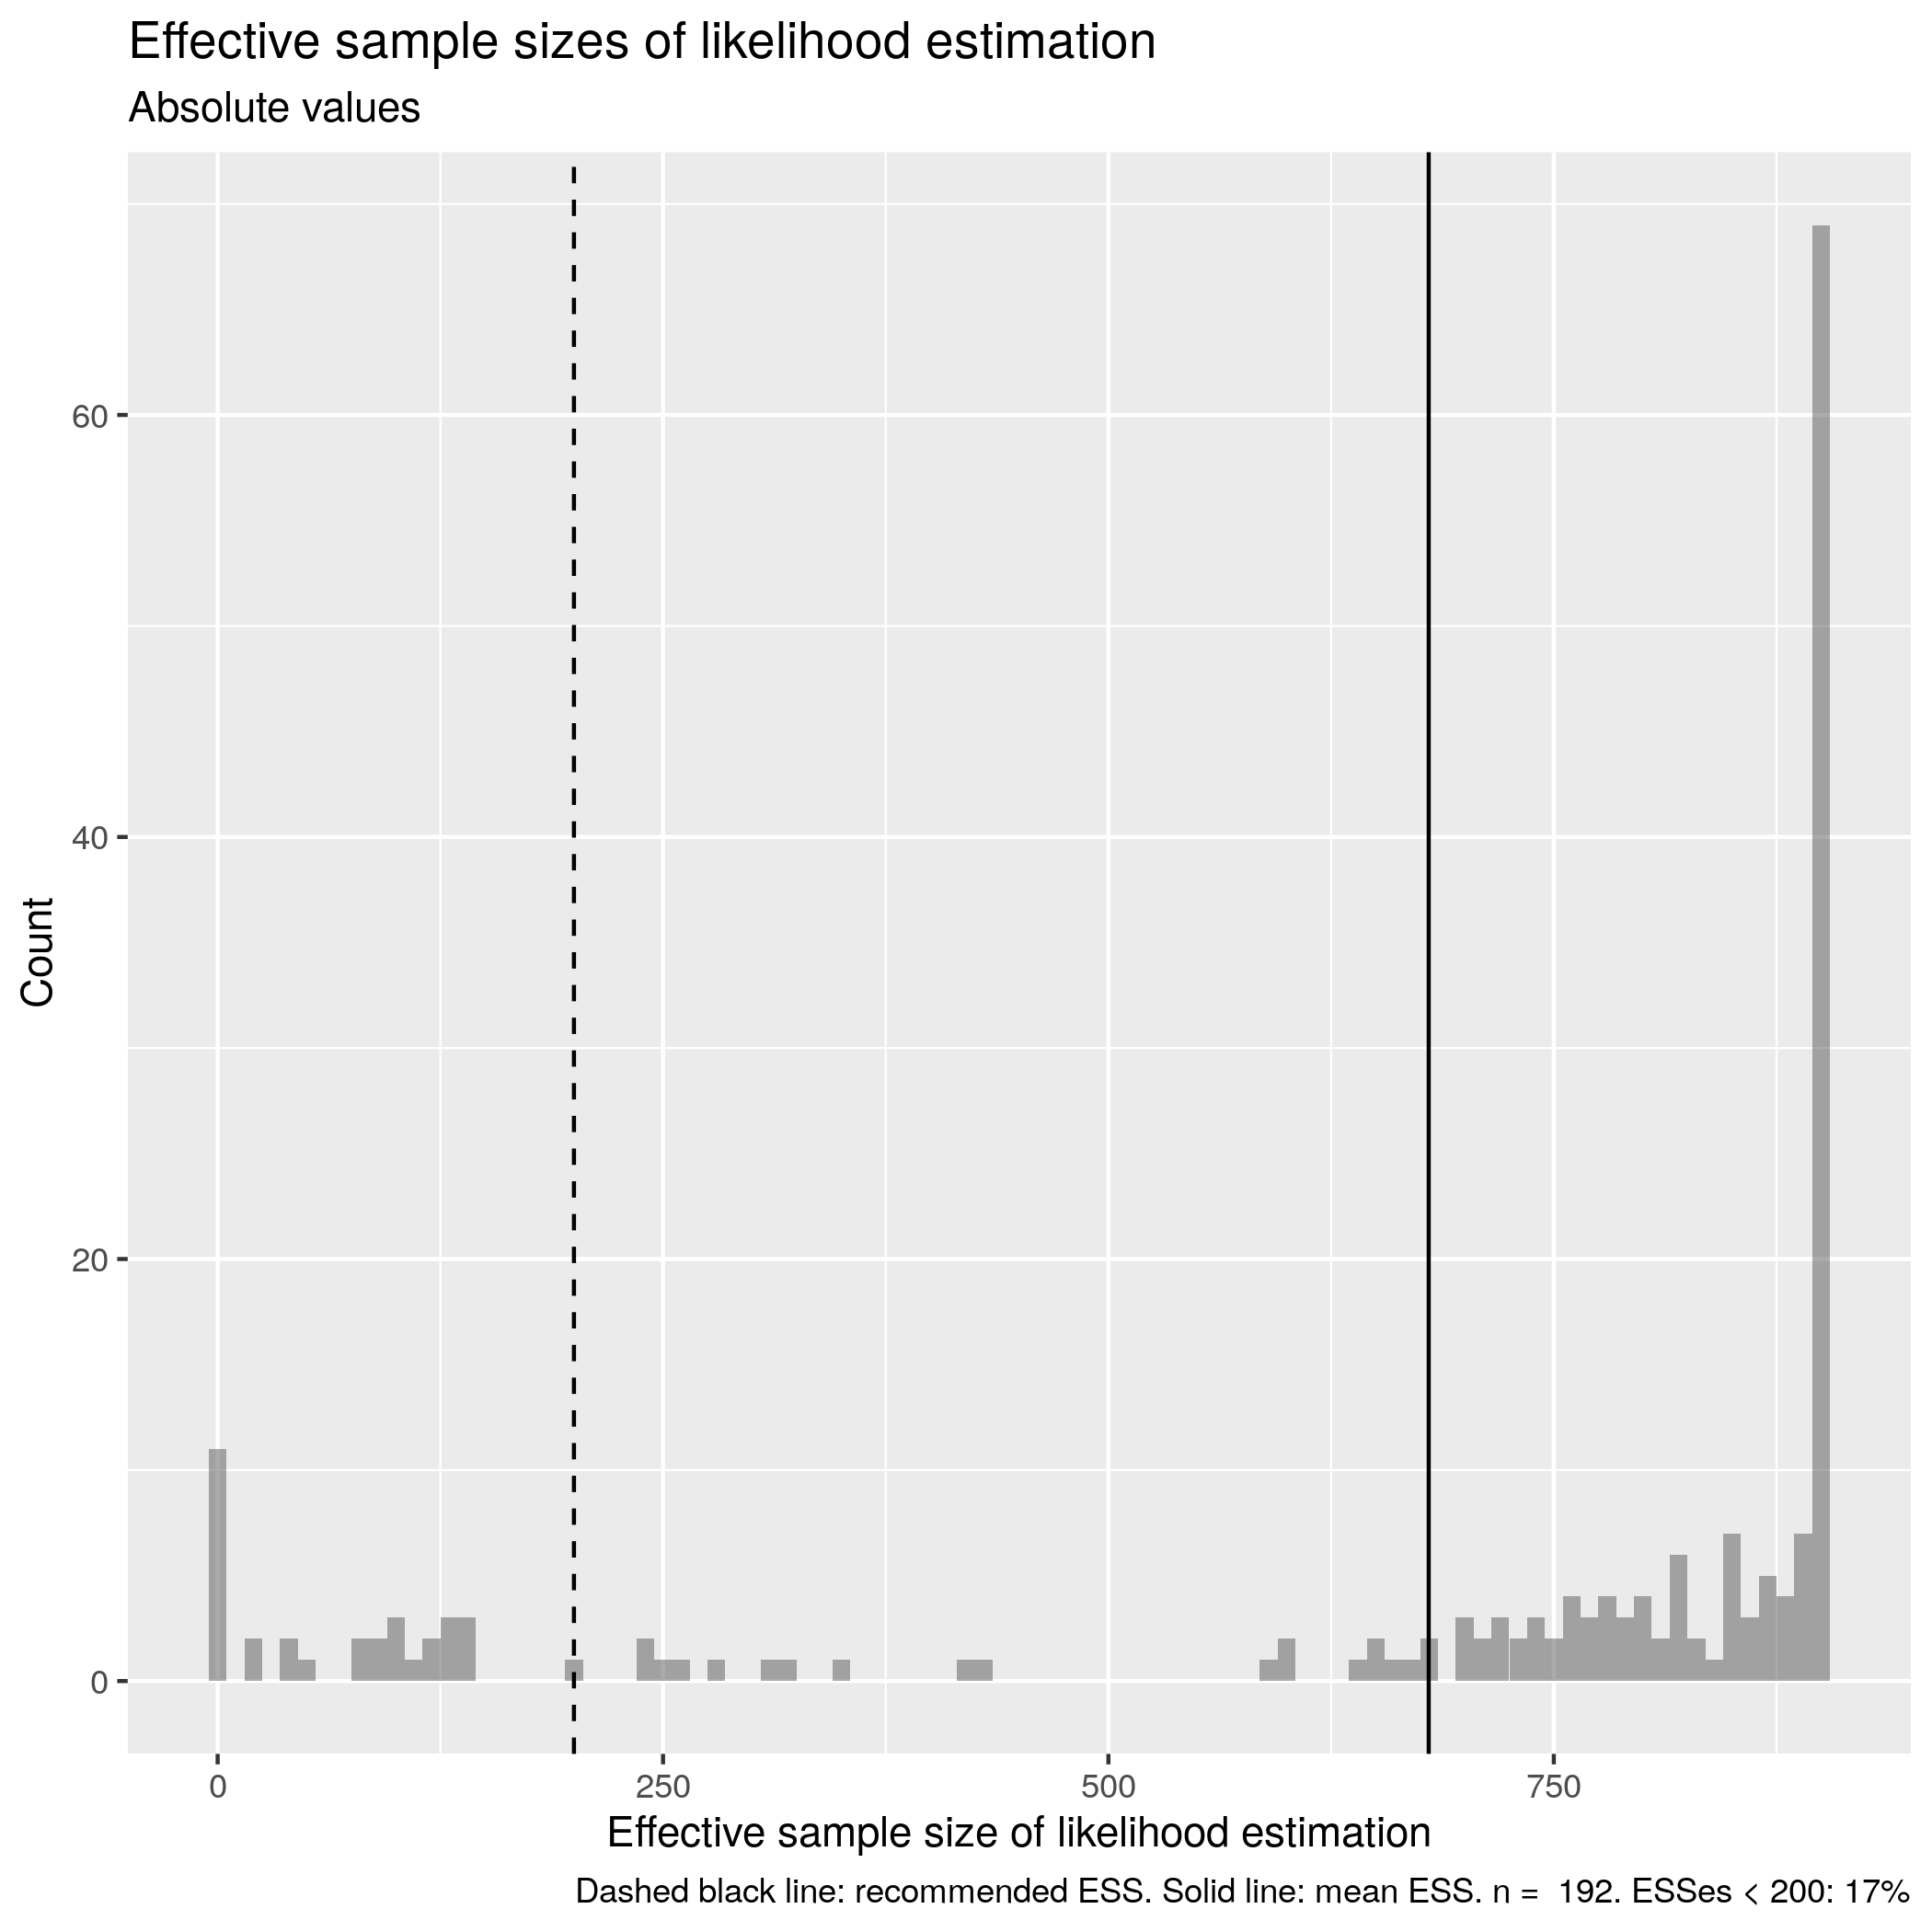 Effective sample sizes of likelihood estimation
Absolute values
60
40
20
0
Count
0 250 500 750
Effective sample size of likelihood estimation
Dashed black line: recommended ESS. Solid line: mean ESS. n =  192. ESSes < 200: 17%